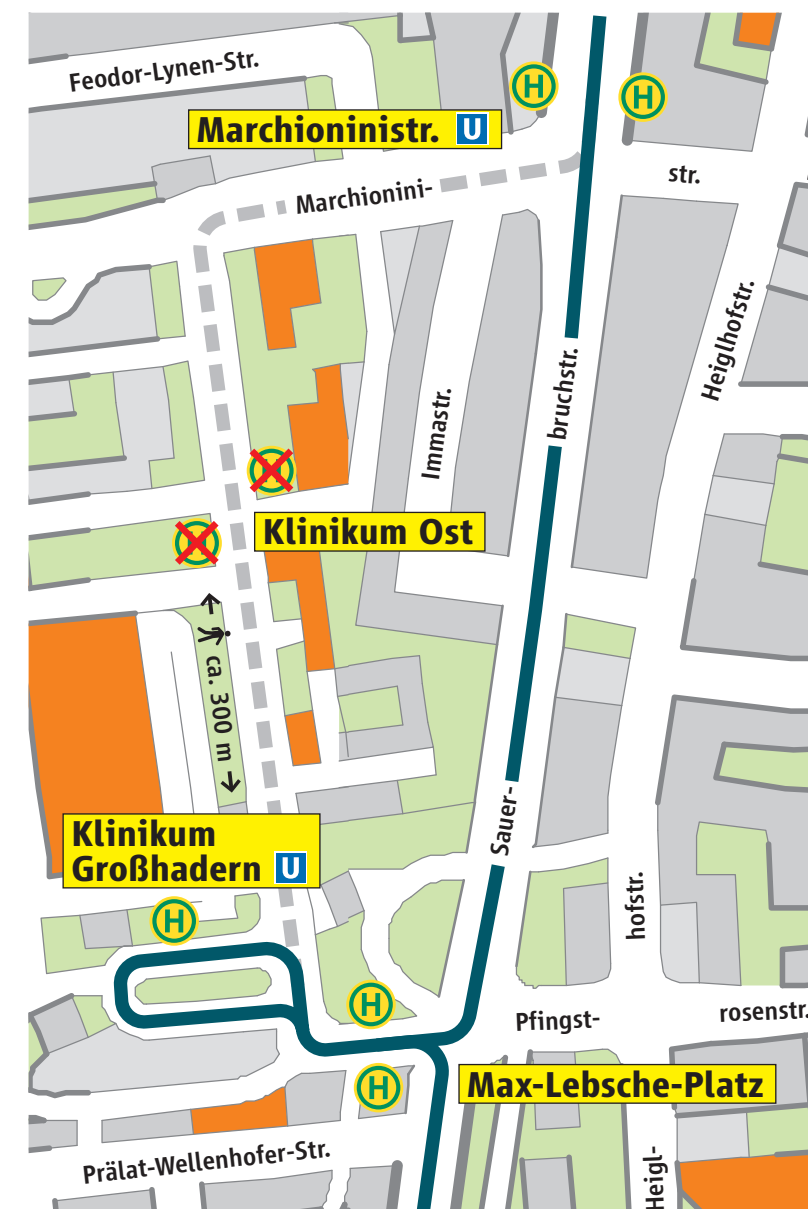 Feodor-Lynen-Str.
H
H
Marchioninistr. U
Marchionini-
str.
Heiglhofstr.
bruchstr.
Immastr.
Klinikum Ost
ca. 300 m
Sauer-
Klinikum
Großhadern U
H
hofstr.
H
Pfingst-
rosenstr.
H
Max-Lebsche-Platz
Prälat-Wellenhofer-Str.
Heigl-